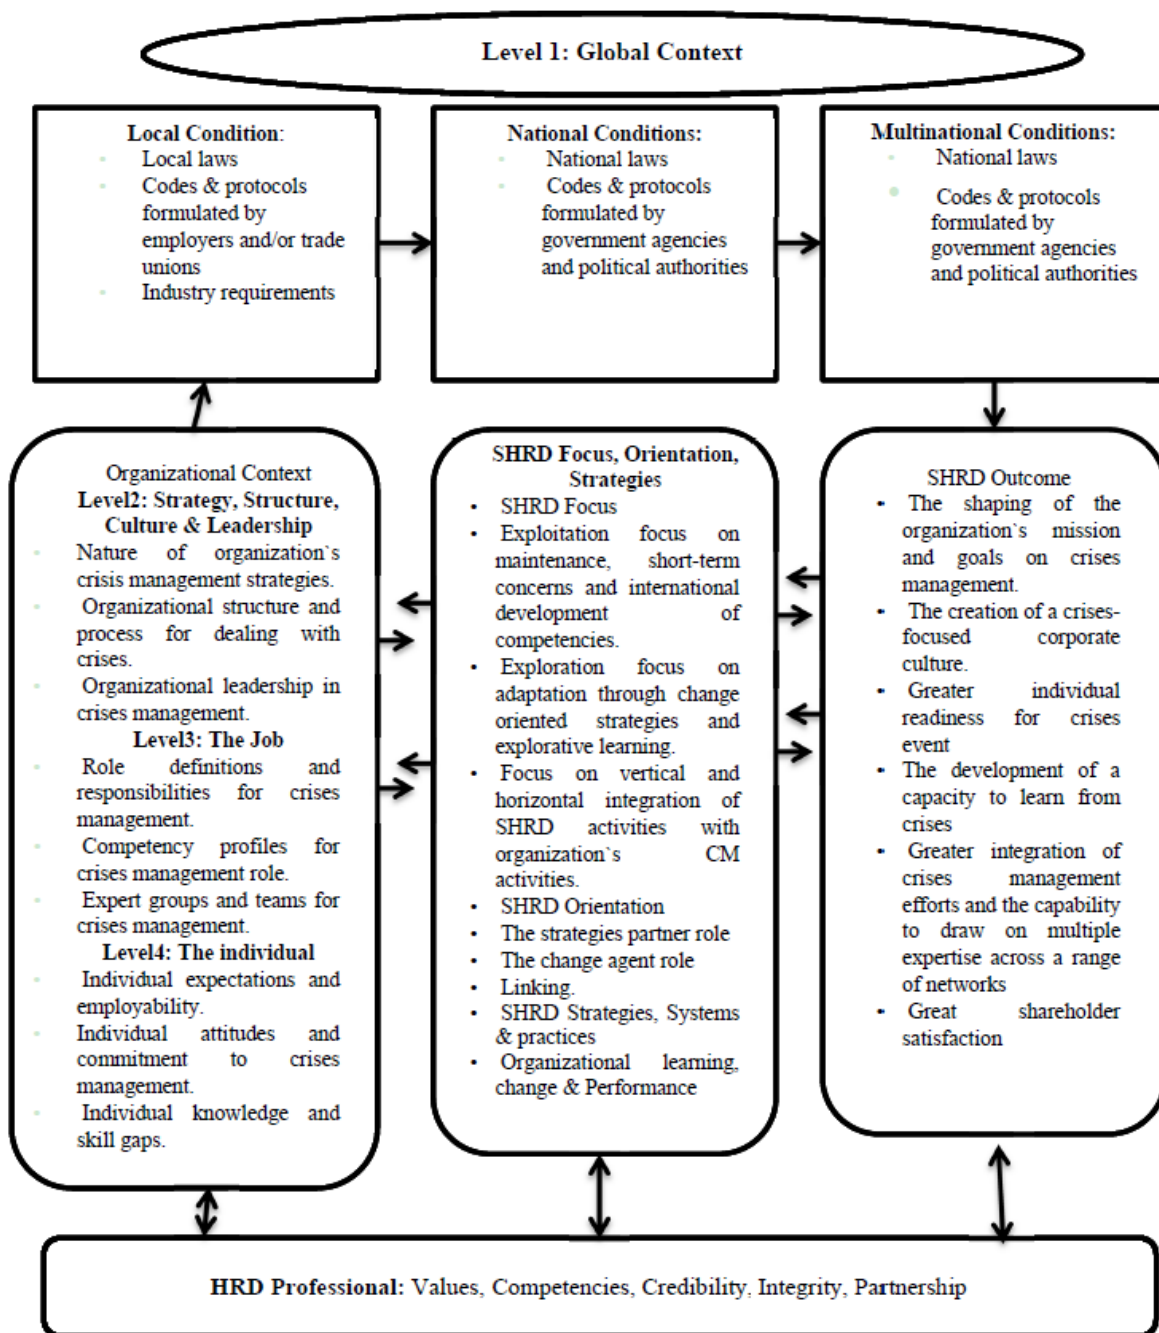 Level 1: Global Context
Local Condition:
• Local laws
• Codes & protocols
formulated by
employers and/or trade
unions
• Industry requirements
National Conditions:
• National laws
• Codes & protocols
formulated by
government agencies
and political authorities
Multinational Conditions:
• National laws
• Codes & protocols
formulated by
government agencies
and political authorities
Organizational Context
Level2: Strategy, Structure,
Culture & Leadership
• Nature of organization`s
crisis management strategies.
• Organizational structure and
process for dealing with
crises.
• Organizational leadership in
crises management.
Level3: The Job
• Role definitions and
responsibilities for crises
management.
• Competency profiles for
crises management role.
• Expert groups and teams for
crises management.
Level4: The individual
• Individual expectations and
employability.
• Individual attitudes and
commitment to crises
management.
• Individual knowledge and
skill gaps.
SHRD Focus, Orientation,
Strategies
• SHRD Focus
• Exploitation focus on
maintenance, short-term
concerns and international
development of
competencies.
• Exploration focus on
adaptation through change
oriented strategies and
explorative learning.
• Focus on vertical and
horizontal integration of
SHRD activities with
organization`s CM
activities.
• SHRD Orientation
• The strategies partner role
• The change agent role
• Linking.
• SHRD Strategies, Systems
& practices
• Organizational learning,
change & Performance
SHRD Outcome
• The shaping of the
organization`s mission
and goals on crises
management.
• The creation of a crises-
focused corporate
culture.
• Greater individual
readiness for crises
event
• The development of a
capacity to learn from
crises
• Greater integration of
crises management
efforts and the capability
to draw on multiple
expertise across a range
of networks
• Great shareholder
satisfaction
HRD Professional: Values, Competencies, Credibility, Integrity, Partnership